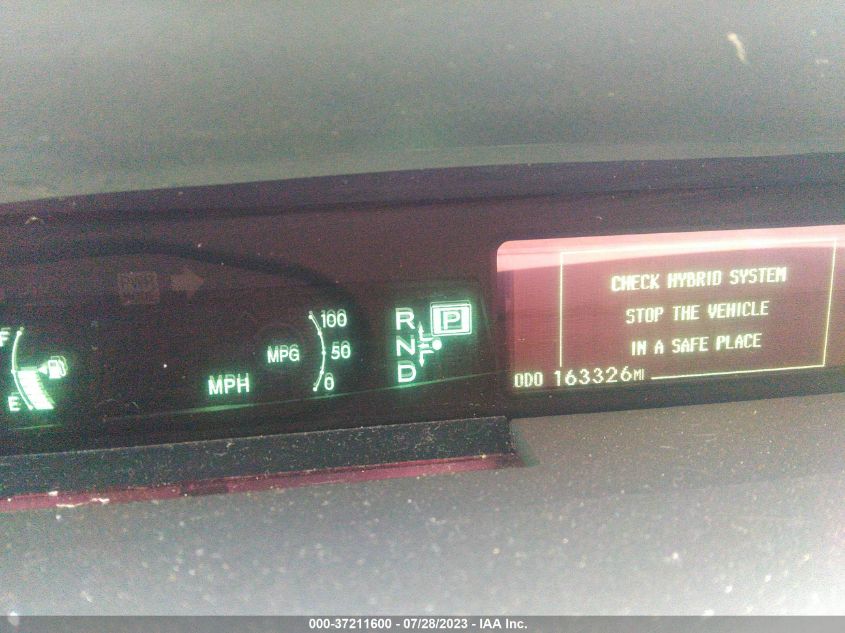 F
E
MPH
MPG
100
50
0
R
N
D
P
CHECK HYBRID SYSTEM
STOP THE VEHICLE
IN A SAFE PLACE
ODO 163326MI
000-37211600 - 07/28/2023 - IAA Inc.